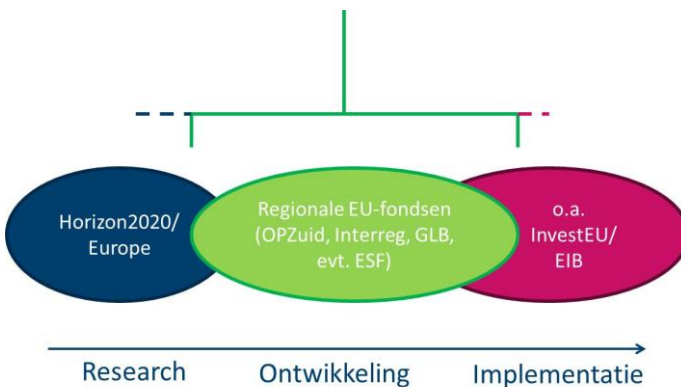 Horizon2020/
Europe
Regionale EU-fondsen
(OPZuid, Interreg, GLB,
evt. ESF)
o.a.
InvestEU/
EIB
Research
Ontwikkeling
Implementatie